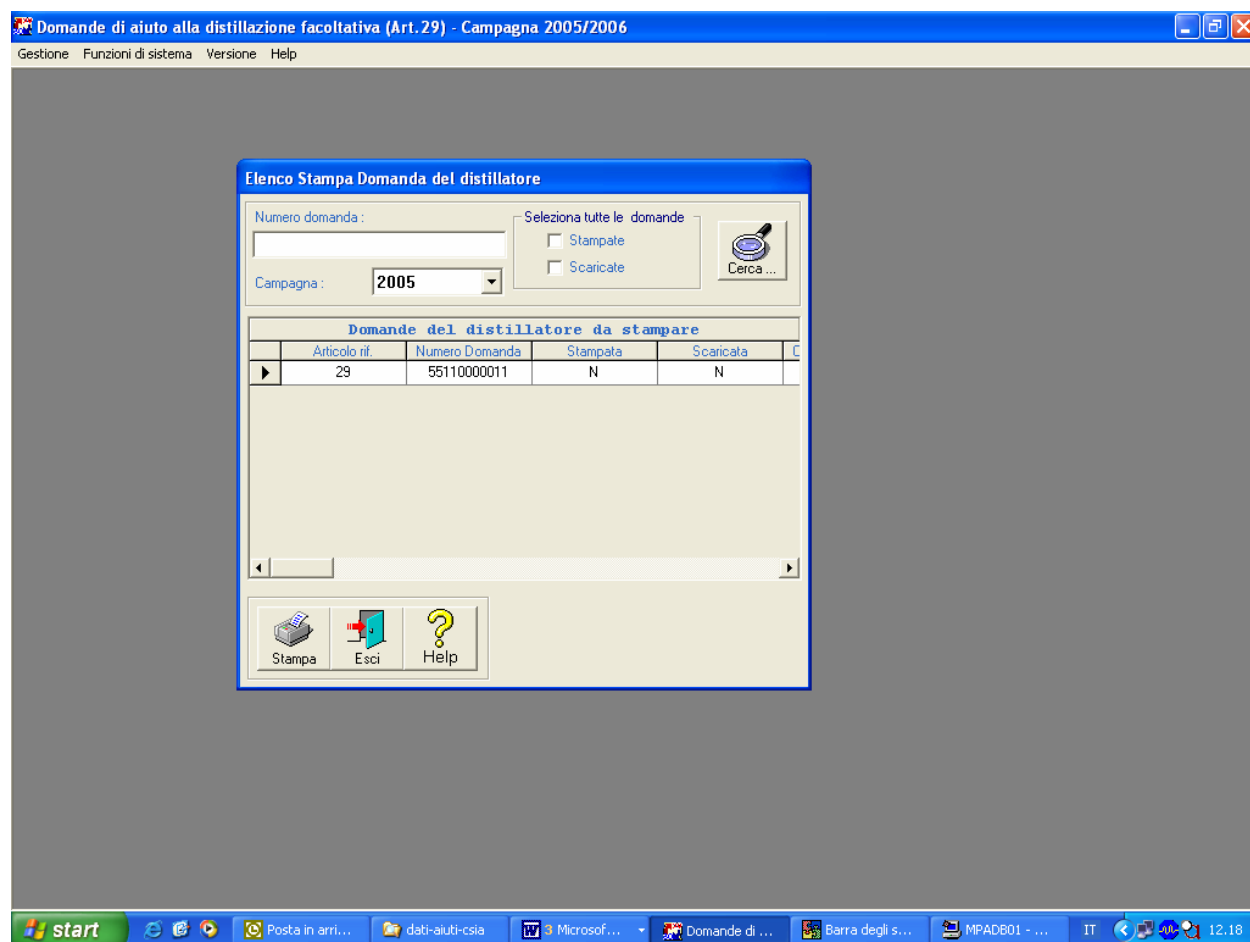 Domande di aiuto alla distillazione facoltativa (Art.29) - Campagna 2005/2006
Gestione Funzioni di sistema Versione Help
Elenco Stampa Domanda del distillatore
Numero domanda :
Seleziona tutte le domande
Stampate
Scaricate
Cerca ...
Campagna : 2005
Domande del distillatore da stampare
Articolo rif. Numero Domanda Stampata Scaricata C
29 55110000011 N N
Stampa Esci Help
start Posta in arri... dati-aiuti-csia 3 Microsof... Domande di ... Barra degli s... MPADB01 - ... IT 12.18